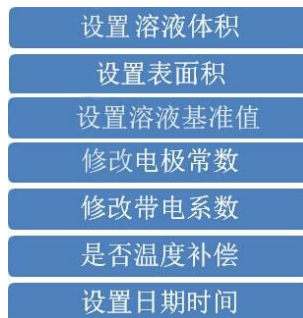 设置溶液体积
设置表面积
设置溶液基准值
修改电极常数
修改带电系数
是否温度补偿
设置日期时间